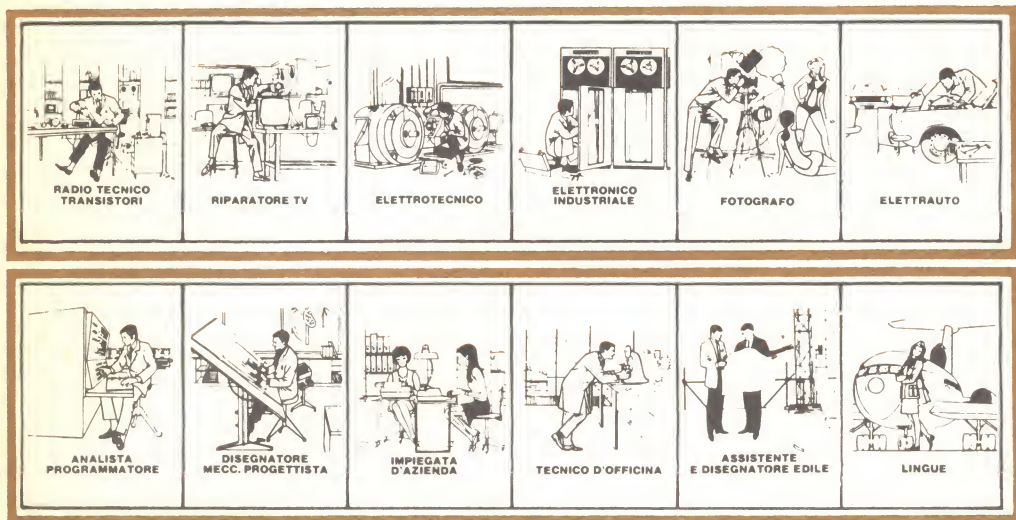 RADIO TECNICO
TRANSISTORI
RIPARATORE TV
ELETTROTECNICO
ELETTRONICO
INDUSTRIALE
FOTOGRAFO
ELETTRAUTO
ANALISTA
PROGRAMMATORE
DISEGNATORE
MECC. PROGETTISTA
IMPIEGATA
D'AZIENDA
TECNICO D'OFFICINA
ASSISTENTE
E DISEGNATORE EDILE
LINGUE